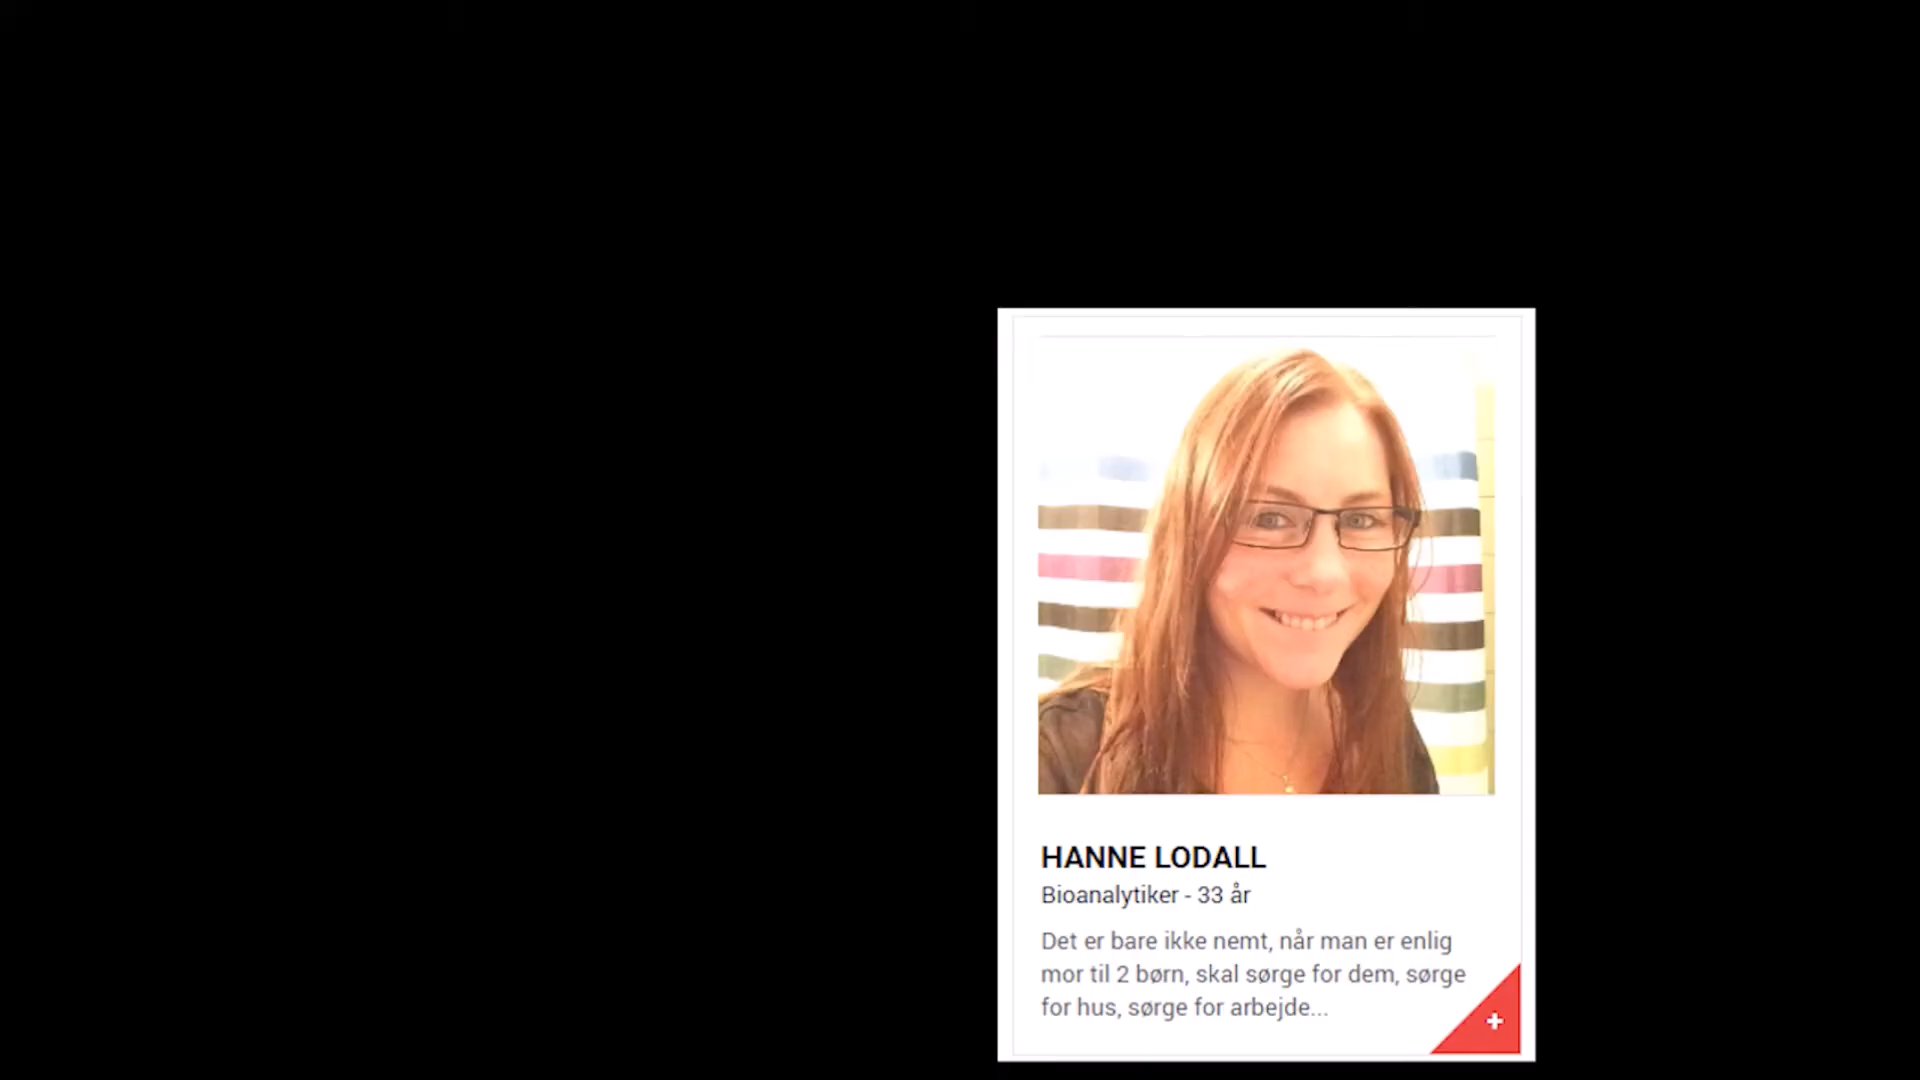 HANNE LODALL
Bioanalytiker - 33 år
Det er bare ikke nemt, når man er enlig
mor til 2 børn, skal sørge for dem, sørge
for hus, sørge for arbejde...
+